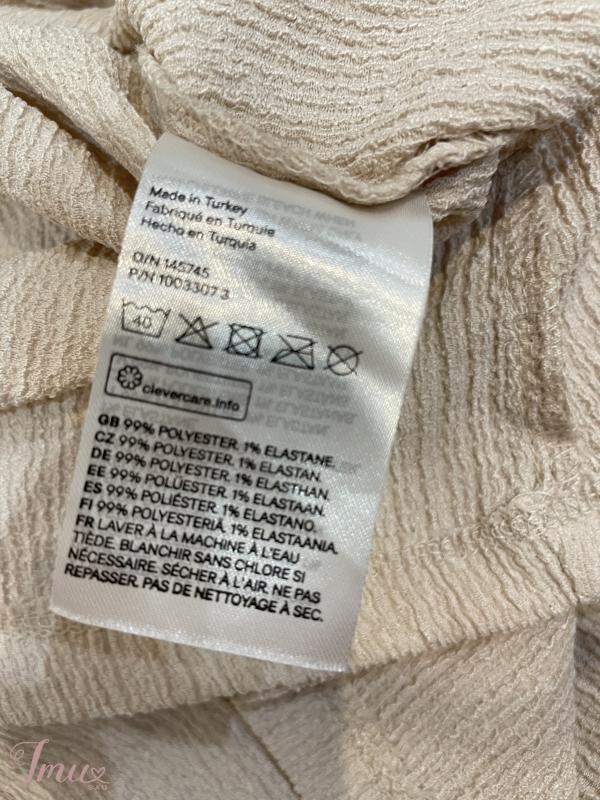 Made in Turkey
Fabriqué en Turquie
Hecho en Turquia
O/N 145745
P/N 1003307 3
40
clevercare.info
GB 99% POLYESTER. 1% ELASTANE.
CZ 99% POLYESTER. 1% ELASTAN.
DE 99% POLYESTER. 1% ELASTHAN.
EE 99% POLÜESTER. 1% ELASTAAN.
ES 99% POLIÉSTER. 1% ELASTANO.
FI 99% POLYESTERIÄ. 1% ELASTAANIA.
FR LAVER À LA MACHINE À L'EAU
TIÈDE. BLANCHIR SANS CHLORE SI
NÉCESSAIRE. SÉCHER À L'AIR. NE PAS
REPASSER. PAS DE NETTOYAGE À SEC.
Imu